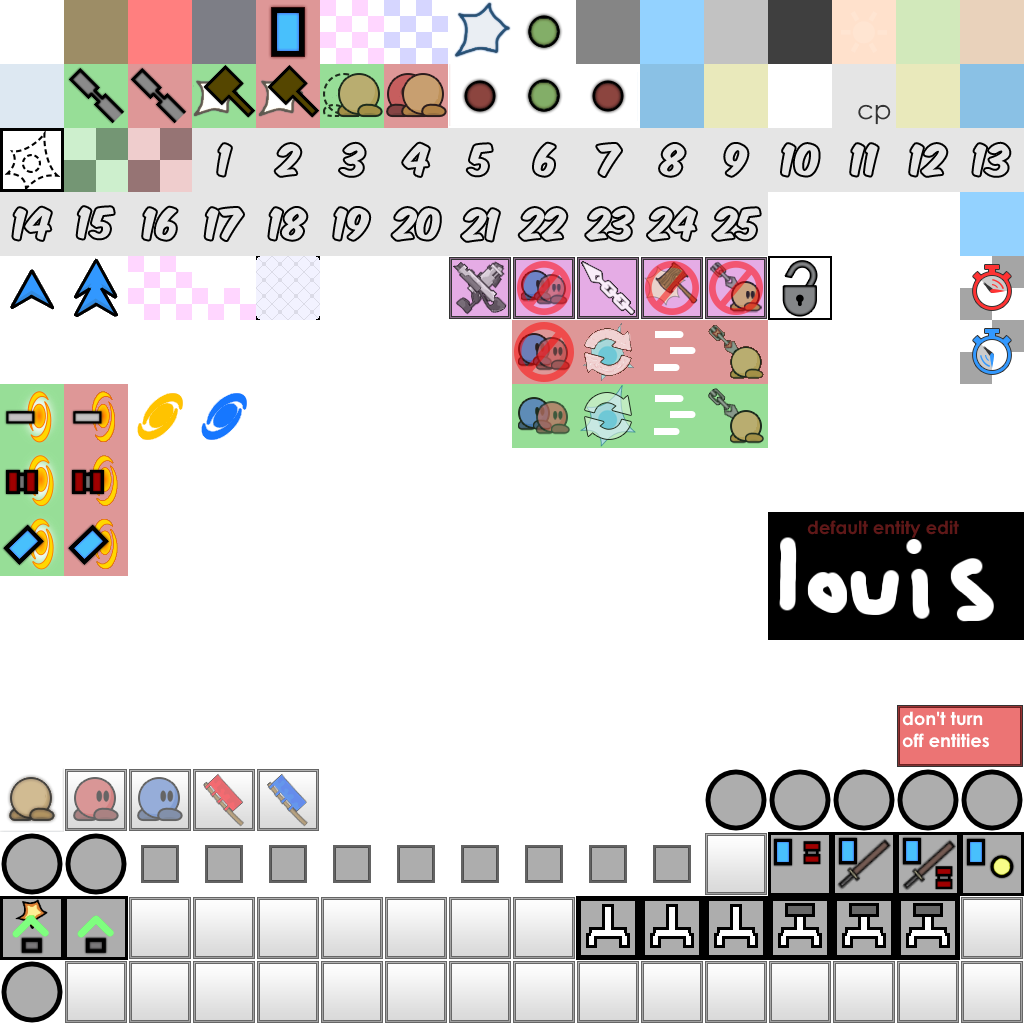 cp
1 2 3 4 5 6 7 8 9 10 11 12 13
14 15 16 17 18 19 20 21 22 23 24 25
default entity edit
louis
don't turn
off entities